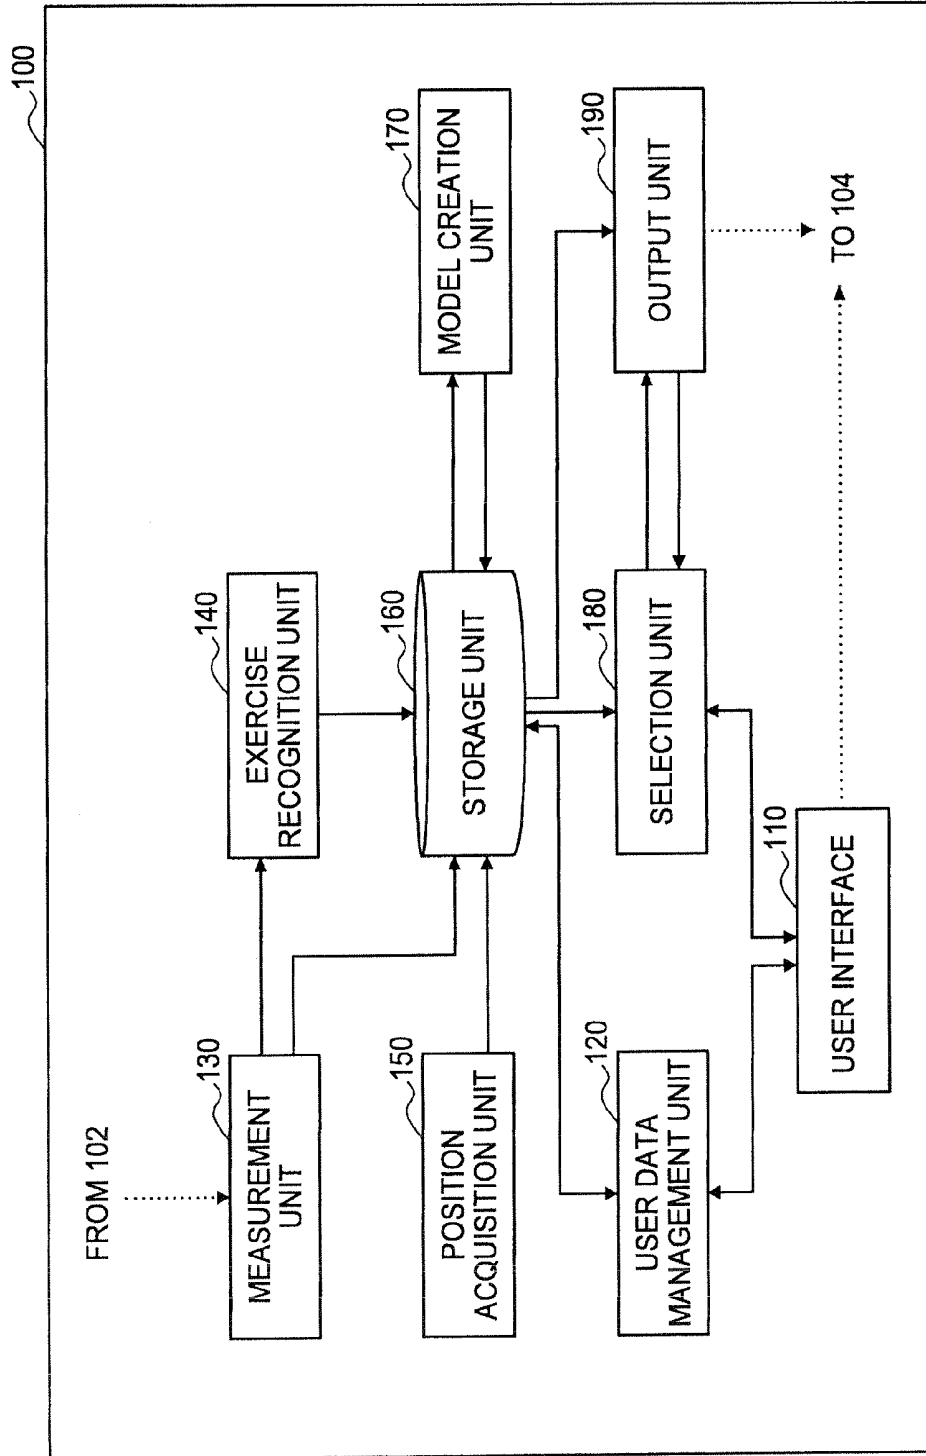 100
FROM 102
130
MEASUREMENT
UNIT
140
EXERCISE
RECOGNITION UNIT
150
POSITION
ACQUISITION UNIT
160
STORAGE UNIT
170
MODEL CREATION
UNIT
120
USER DATA
MANAGEMENT UNIT
180
SELECTION UNIT
190
OUTPUT UNIT
110
USER INTERFACE
TO 104